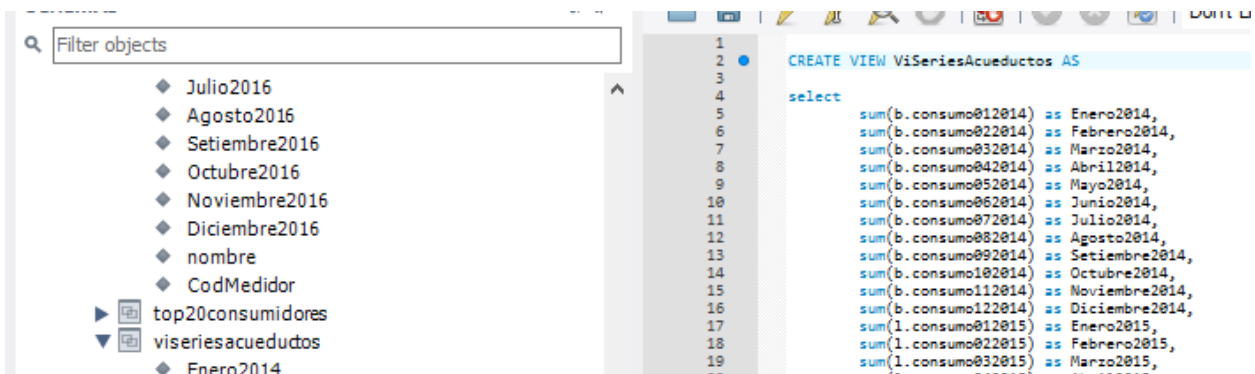 Filter objects
Julio2016
Agosto2016
Setiembre2016
Octubre2016
Noviembre2016
Diciembre2016
nombre
CodMedidor
top20consumidores
viseriesacueductos
Enero2014
1
2 CREATE VIEW ViSeriesAcueductos AS
3
4 select
5 sum(b.consumo012014) as Enero2014,
6 sum(b.consumo022014) as Febrero2014,
7 sum(b.consumo032014) as Marzo2014,
8 sum(b.consumo042014) as Abril2014,
9 sum(b.consumo052014) as Mayo2014,
10 sum(b.consumo062014) as Junio2014,
11 sum(b.consumo072014) as Julio2014,
12 sum(b.consumo082014) as Agosto2014,
13 sum(b.consumo092014) as Setiembre2014,
14 sum(b.consumo102014) as Octubre2014,
15 sum(b.consumo112014) as Noviembre2014,
16 sum(b.consumo122014) as Diciembre2014,
17 sum(l.consumo012015) as Enero2015,
18 sum(l.consumo022015) as Febrero2015,
19 sum(l.consumo032015) as Marzo2015,